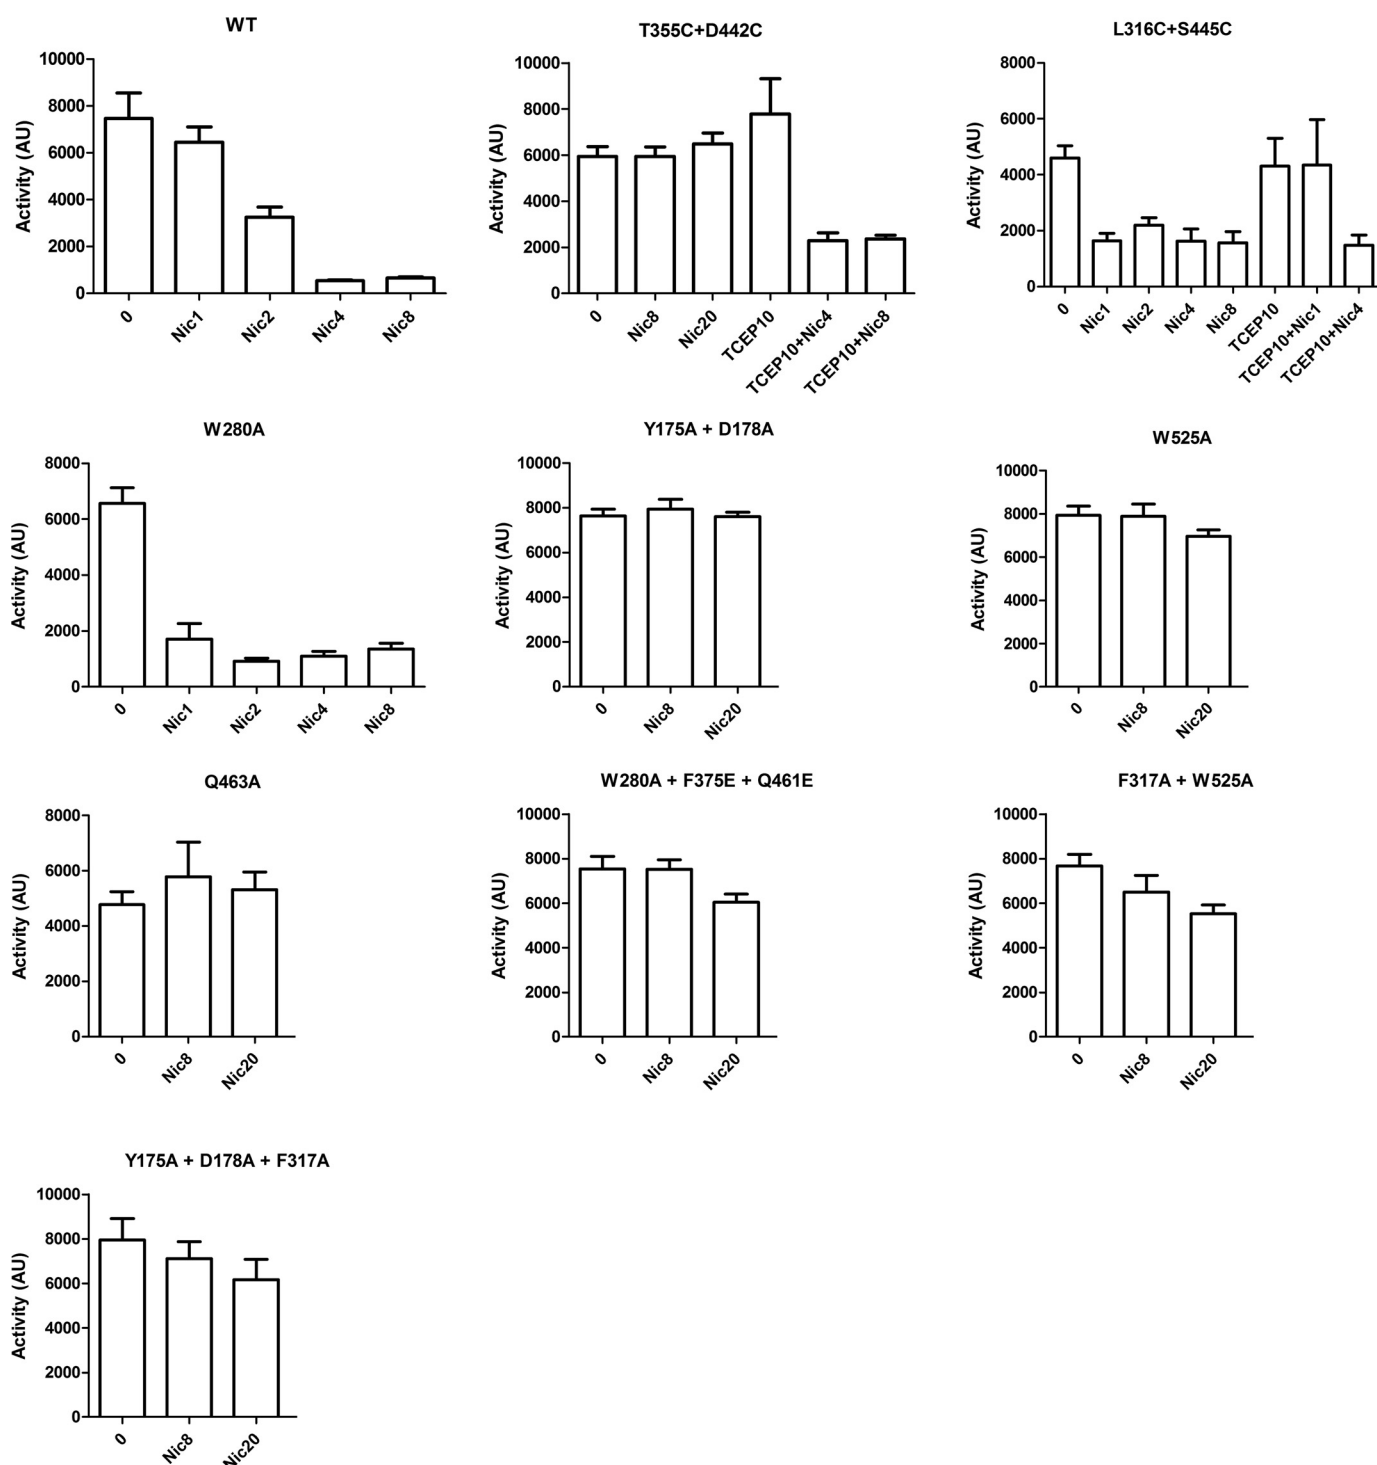 WT
Activity (AU)
10000
8000
6000
4000
2000
0
0
Nic1
Nic2
Nic4
Nic8
T355C+D442C
Activity (AU)
10000
8000
6000
4000
2000
0
0
Nic8
Nic20
TCEP10
TCEP10+Nic4
TCEP10+Nic8
L316C+S445C
Activity (AU)
8000
6000
4000
2000
0
0
Nic1
Nic2
Nic4
Nic8
TCEP10
TCEP10+Nic1
TCEP10+Nic4
W280A
Activity (AU)
8000
6000
4000
2000
0
0
Nic1
Nic2
Nic4
Nic8
Y175A + D178A
Activity (AU)
10000
8000
6000
4000
2000
0
0
Nic8
Nic20
W525A
Activity (AU)
10000
8000
6000
4000
2000
0
0
Nic8
Nic20
Q463A
Activity (AU)
8000
6000
4000
2000
0
0
Nic8
Nic20
W280A + F375E + Q461E
Activity (AU)
10000
8000
6000
4000
2000
0
0
Nic8
Nic20
F317A + W525A
Activity (AU)
10000
8000
6000
4000
2000
0
0
Nic8
Nic20
Y175A + D178A + F317A
Activity (AU)
10000
8000
6000
4000
2000
0
0
Nic8
Nic20